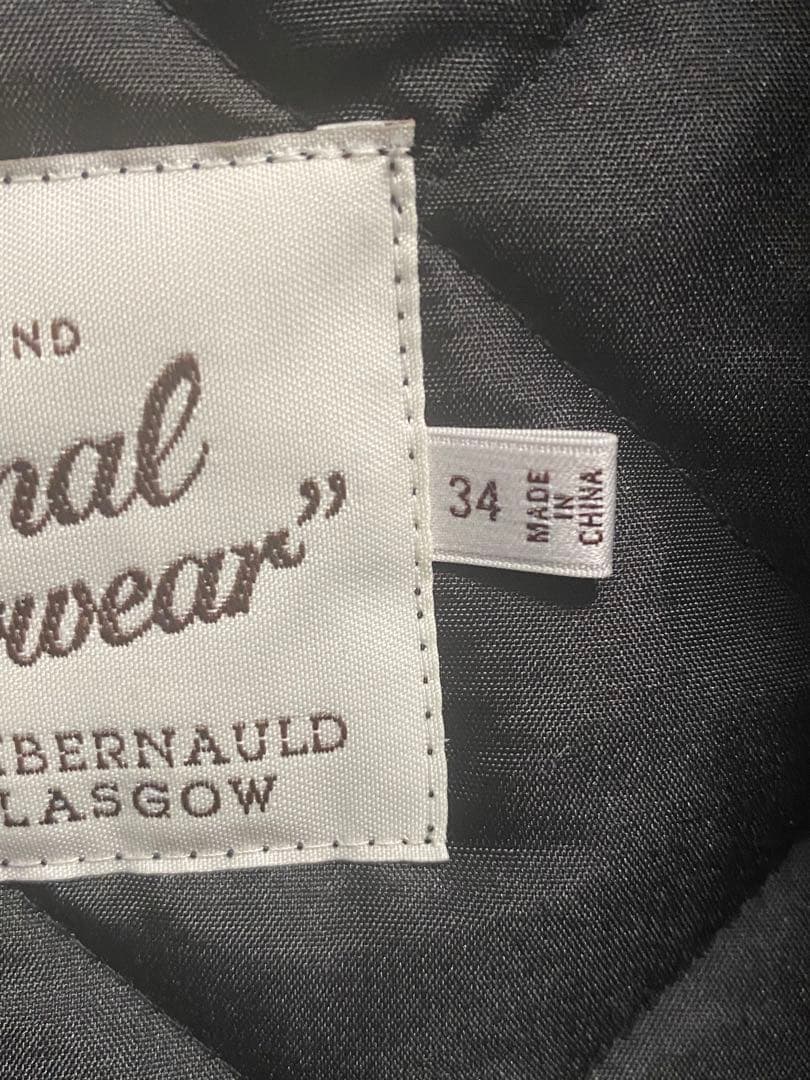 ND
nal
wear”
BERNAULD
LASGOW
34
MADE
IN
CHINA